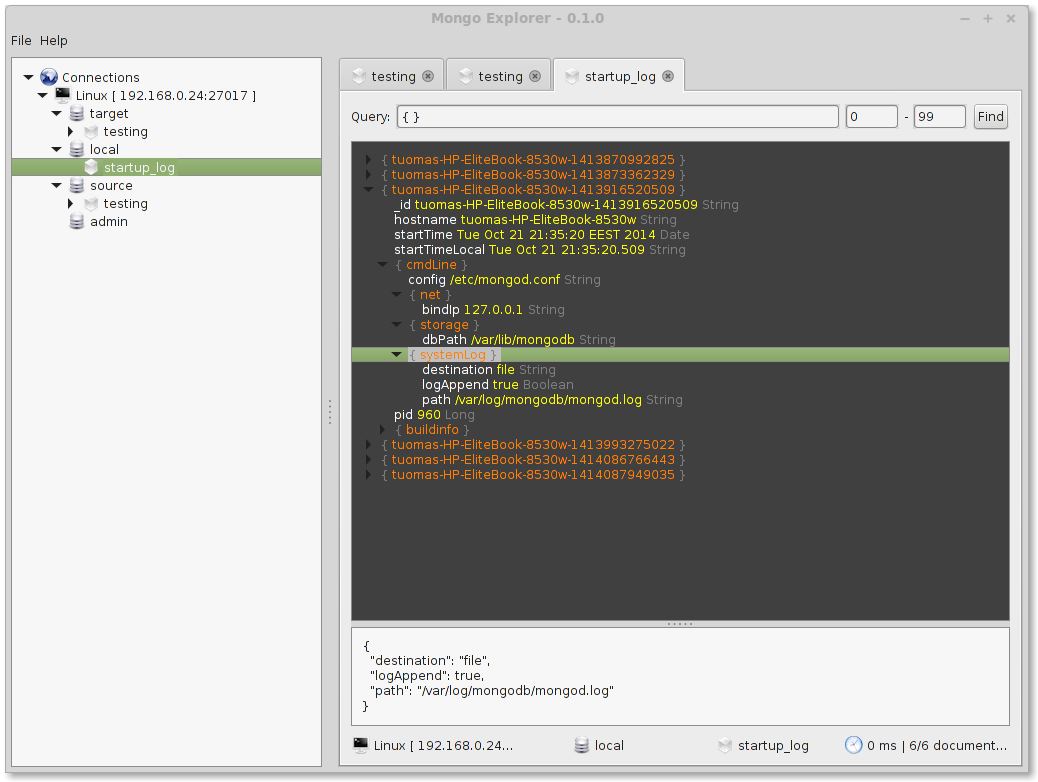 Mongo Explorer - 0.1.0
File Help
Connections
Linux [ 192.168.0.24:27017 ]
target
testing
local
startup_log
source
testing
admin
testing testing startup_log
Query: { } 0 - 99 Find
{ tuomas-HP-EliteBook-8530w-1413870992825 }
{ tuomas-HP-EliteBook-8530w-1413873362329 }
{ tuomas-HP-EliteBook-8530w-1413916520509 }
_id tuomas-HP-EliteBook-8530w-1413916520509 String
hostname tuomas-HP-EliteBook-8530w String
startTime Tue Oct 21 21:35:20 EEST 2014 Date
startTimeLocal Tue Oct 21 21:35:20.509 String
{ cmdLine }
config /etc/mongod.conf String
{ net }
bindIp 127.0.0.1 String
{ storage }
dbPath /var/lib/mongodb String
{ systemLog }
destination file String
logAppend true Boolean
path /var/log/mongodb/mongod.log String
pid 960 Long
{ buildinfo }
{ tuomas-HP-EliteBook-8530w-1413993275022 }
{ tuomas-HP-EliteBook-8530w-1414086766443 }
{ tuomas-HP-EliteBook-8530w-1414087949035 }
{
"destination": "file",
"logAppend": true,
"path": "/var/log/mongodb/mongod.log"
}
Linux [ 192.168.0.24... local startup_log 0 ms | 6/6 document...